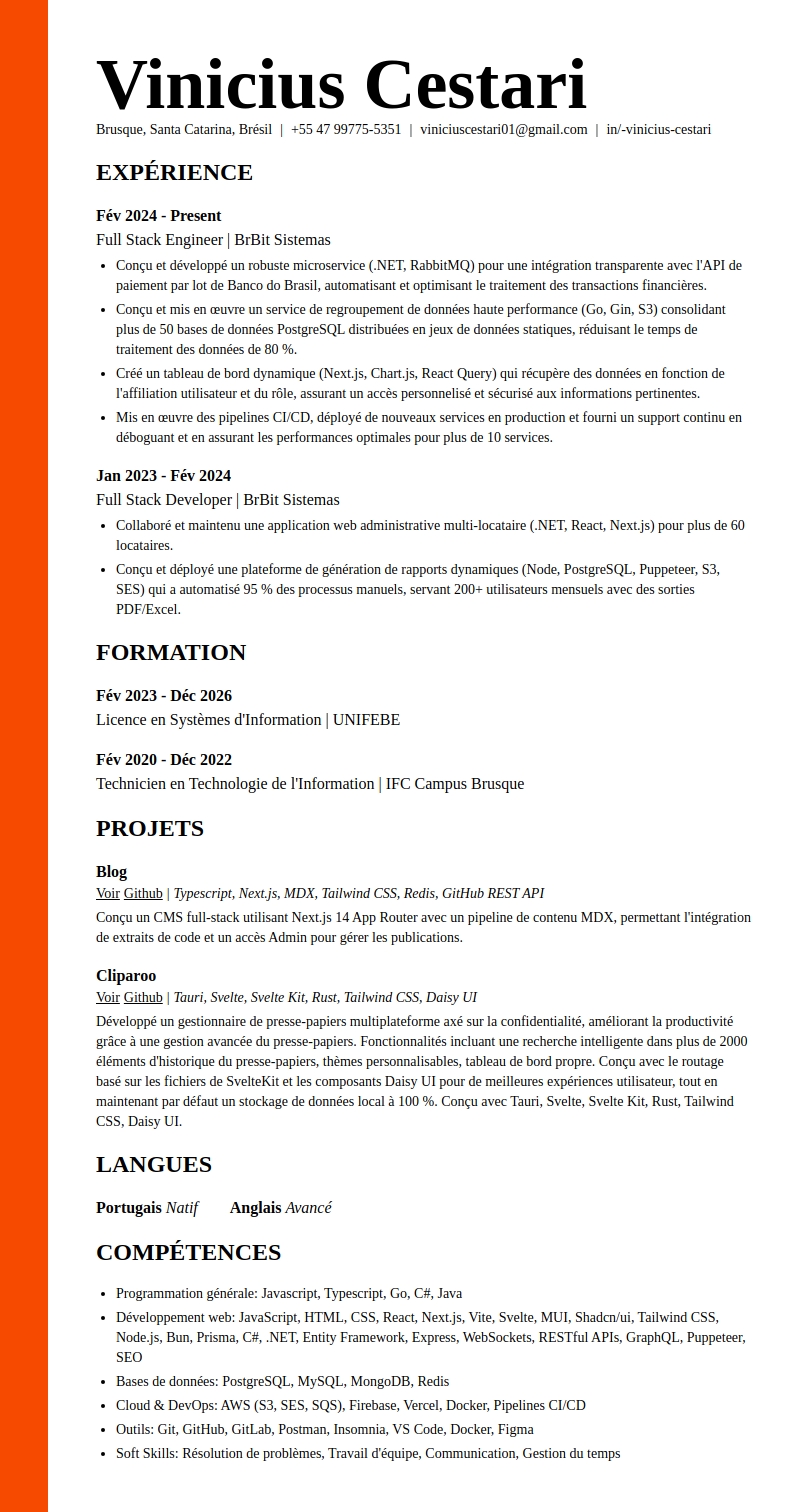 Vinicius Cestari
Brusque, Santa Catarina, Brésil | +55 47 99775-5351 | viniciuscestari01@gmail.com | in/-vinicius-cestari
EXPÉRIENCE
Fév 2024 - Present
Full Stack Engineer | BrBit Sistemas
• Conçu et développé un robuste microservice (.NET, RabbitMQ) pour une intégration transparente avec l'API de
paiement par lot de Banco do Brasil, automatisant et optimisant le traitement des transactions financières.
• Conçu et mis en œuvre un service de regroupement de données haute performance (Go, Gin, S3) consolidant
plus de 50 bases de données PostgreSQL distribuées en jeux de données statiques, réduisant le temps de
traitement des données de 80 %.
• Créé un tableau de bord dynamique (Next.js, Chart.js, React Query) qui récupère des données en fonction de
l'affiliation utilisateur et du rôle, assurant un accès personnelisé et sécurisé aux informations pertinentes.
• Mis en œuvre des pipelines CI/CD, déployé de nouveaux services en production et fourni un support continu en
déboguant et en assurant les performances optimales pour plus de 10 services.
Jan 2023 - Fév 2024
Full Stack Developer | BrBit Sistemas
• Collaboré et maintenu une application web administrative multi-locataire (.NET, React, Next.js) pour plus de 60
locataires.
• Conçu et déployé une plateforme de génération de rapports dynamiques (Node, PostgreSQL, Puppeteer, S3,
SES) qui a automatisé 95 % des processus manuels, servant 200+ utilisateurs mensuels avec des sorties
PDF/Excel.
FORMATION
Fév 2023 - Déc 2026
Licence en Systèmes d'Information | UNIFEBE
Fév 2020 - Déc 2022
Technicien en Technologie de l'Information | IFC Campus Brusque
PROJETS
Blog
Voir Github | Typescript, Next.js, MDX, Tailwind CSS, Redis, GitHub REST API
Conçu un CMS full-stack utilisant Next.js 14 App Router avec un pipeline de contenu MDX, permettant l'intégration
de extraits de code et un accès Admin pour gérer les publications.
Cliparoo
Voir Github | Tauri, Svelte, Svelte Kit, Rust, Tailwind CSS, Daisy UI
Développé un gestionnaire de presse-papiers multiplateforme axé sur la confidentialité, améliorant la productivité
grâce à une gestion avancée du presse-papiers. Fonctionnalités incluant une recherche intelligente dans plus de 2000
éléments d'historique du presse-papiers, thèmes personnalisables, tableau de bord propre. Conçu avec le routage
basé sur les fichiers de SvelteKit et les composants Daisy UI pour de meilleures expériences utilisateur, tout en
maintenant par défaut un stockage de données local à 100 %. Conçu avec Tauri, Svelte, Svelte Kit, Rust, Tailwind
CSS, Daisy UI.
LANGUES
Portugais Natif Anglais Avancé
COMPÉTENCES
• Programmation générale: Javascript, Typescript, Go, C#, Java
• Développement web: JavaScript, HTML, CSS, React, Next.js, Vite, Svelte, MUI, Shadcn/ui, Tailwind CSS,
Node.js, Bun, Prisma, C#, .NET, Entity Framework, Express, WebSockets, RESTful APIs, GraphQL, Puppeteer,
SEO
• Bases de données: PostgreSQL, MySQL, MongoDB, Redis
• Cloud & DevOps: AWS (S3, SES, SQS), Firebase, Vercel, Docker, Pipelines CI/CD
• Outils: Git, GitHub, GitLab, Postman, Insomnia, VS Code, Docker, Figma
• Soft Skills: Résolution de problèmes, Travail d'équipe, Communication, Gestion du temps